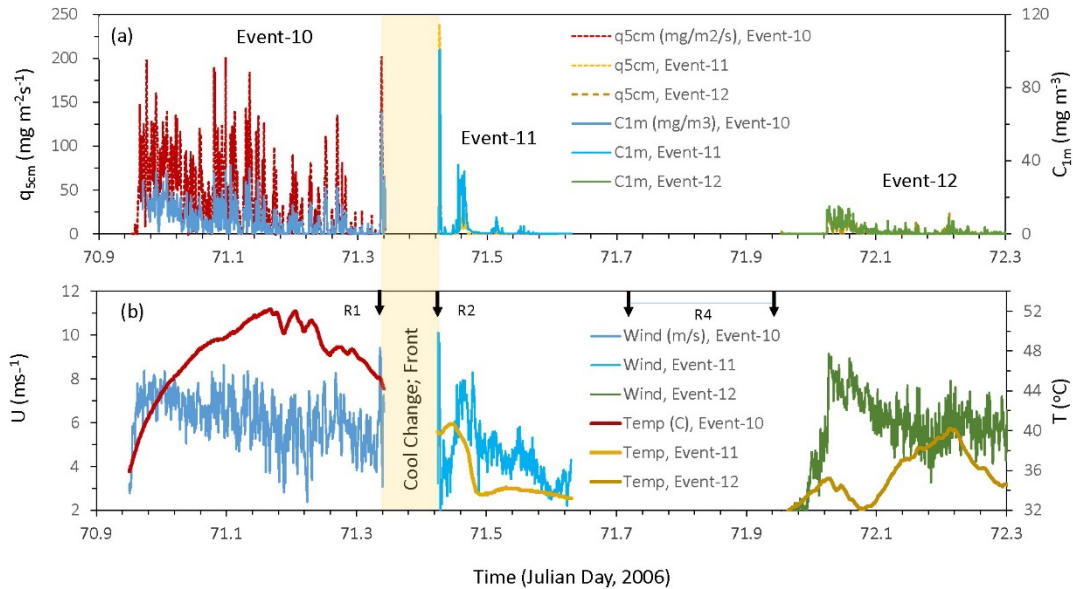 250
200
150
100
50
0
q5cm (mg m-2s-1)
(a)
Event-10
Event-11
Event-12
q5cm (mg/m2/s), Event-10
q5cm, Event-11
q5cm, Event-12
C1m (mg/m3), Event-10
C1m, Event-11
C1m, Event-12
120
80
40
0
C1m (mg m-3)
70.9 71.1 71.3 71.5 71.7 71.9 72.1 72.3
12
10
8
6
4
2
U (ms-1)
(b)
R1
R2
R4
Cool Change; Front
Wind (m/s), Event-10
Wind, Event-11
Wind, Event-12
Temp (C), Event-10
Temp, Event-11
Temp, Event-12
52
48
44
40
36
32
T (oC)
70.9 71.1 71.3 71.5 71.7 71.9 72.1 72.3
Time (Julian Day, 2006)